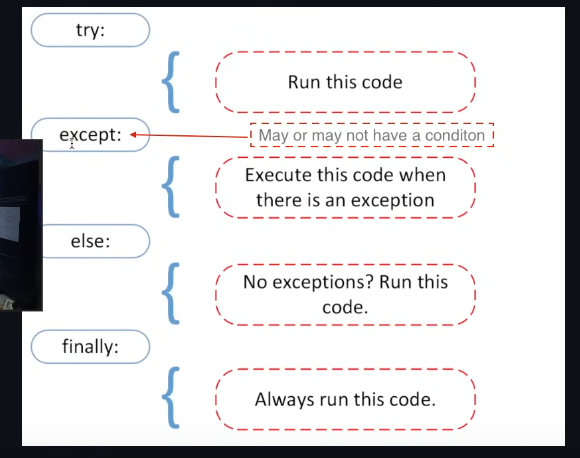 try:
Run this code
except:
May or may not have a conditon
Execute this code when
there is an exception
else:
No exceptions? Run this
code.
finally:
Always run this code.